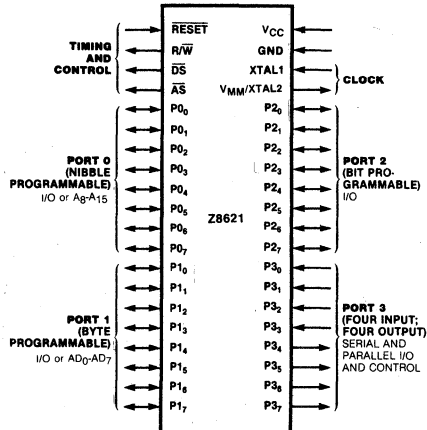 TIMING
AND
CONTROL
RESET
R/W
DS
AS
PORT 0
(NIBBLE
PROGRAMMABLE)
I/O or A8-A15
P00
P01
P02
P03
P04
P05
P06
P07
PORT 1
(BYTE
PROGRAMMABLE)
I/O or AD0-AD7
P10
P11
P12
P13
P14
P15
P16
P17
Z8621
VCC
GND
XTAL1
VMM/XTAL2
CLOCK
P20
P21
P22
P23
P24
P25
P26
P27
PORT 2
(BIT PRO-
GRAMMABLE)
I/O
P30
P31
P32
P33
P34
P35
P36
P37
PORT 3
(FOUR INPUT;
FOUR OUTPUT)
SERIAL AND
PARALLEL I/O
AND CONTROL